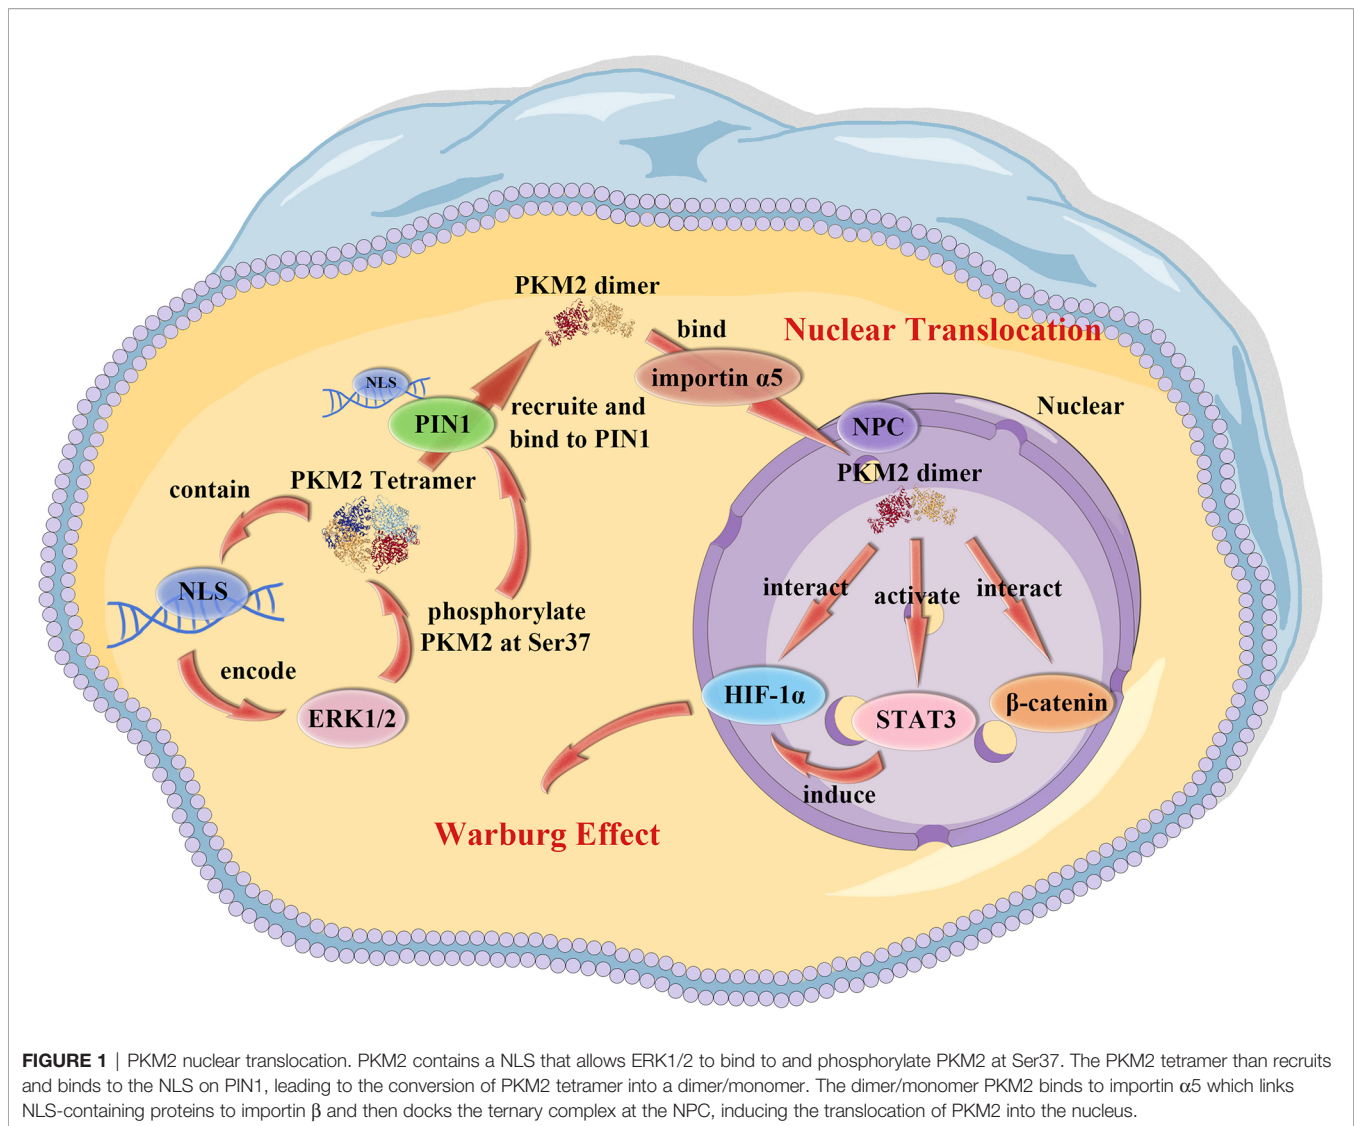 PKM2 dimer
bind
Nuclear Translocation
importin α5
NLS
recruite and
bind to PIN1
PIN1
Nuclear
NPC
PKM2 Tetramer
contain
PKM2 dimer
NLS
interact
activate
interact
phosphorylate
PKM2 at Ser37
encode
ERK1/2
HIF-1α
STAT3
β-catenin
induce
Warburg Effect
FIGURE 1 | PKM2 nuclear translocation. PKM2 contains a NLS that allows ERK1/2 to bind to and phosphorylate PKM2 at Ser37. The PKM2 tetramer than recruits
and binds to the NLS on PIN1, leading to the conversion of PKM2 tetramer into a dimer/monomer. The dimer/monomer PKM2 binds to importin α5 which links
NLS-containing proteins to importin β and then docks the ternary complex at the NPC, inducing the translocation of PKM2 into the nucleus.